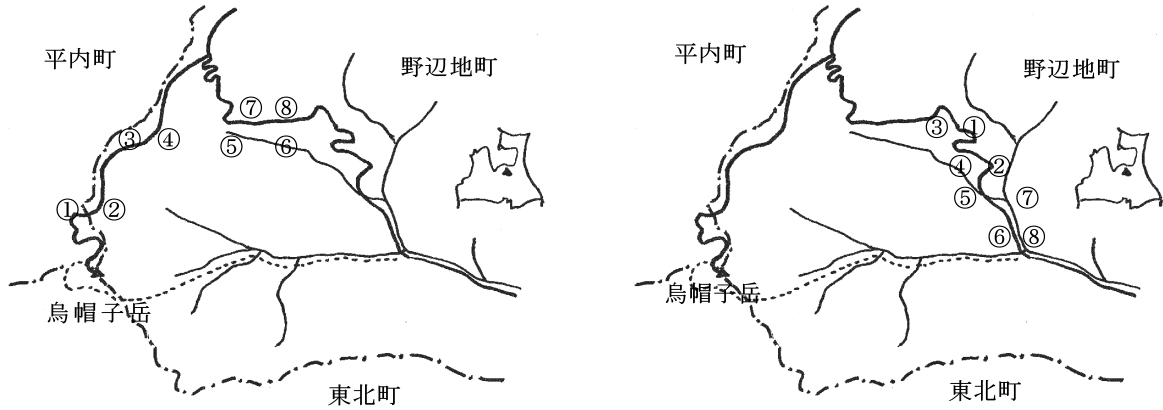 平内町
野辺地町
⑦ ⑧
③ ④
⑤ ⑥
① ②
烏帽子岳
東北町
平内町
野辺地町
③ ①
④ ②
⑤ ⑦
⑥ ⑧
烏帽子岳
東北町